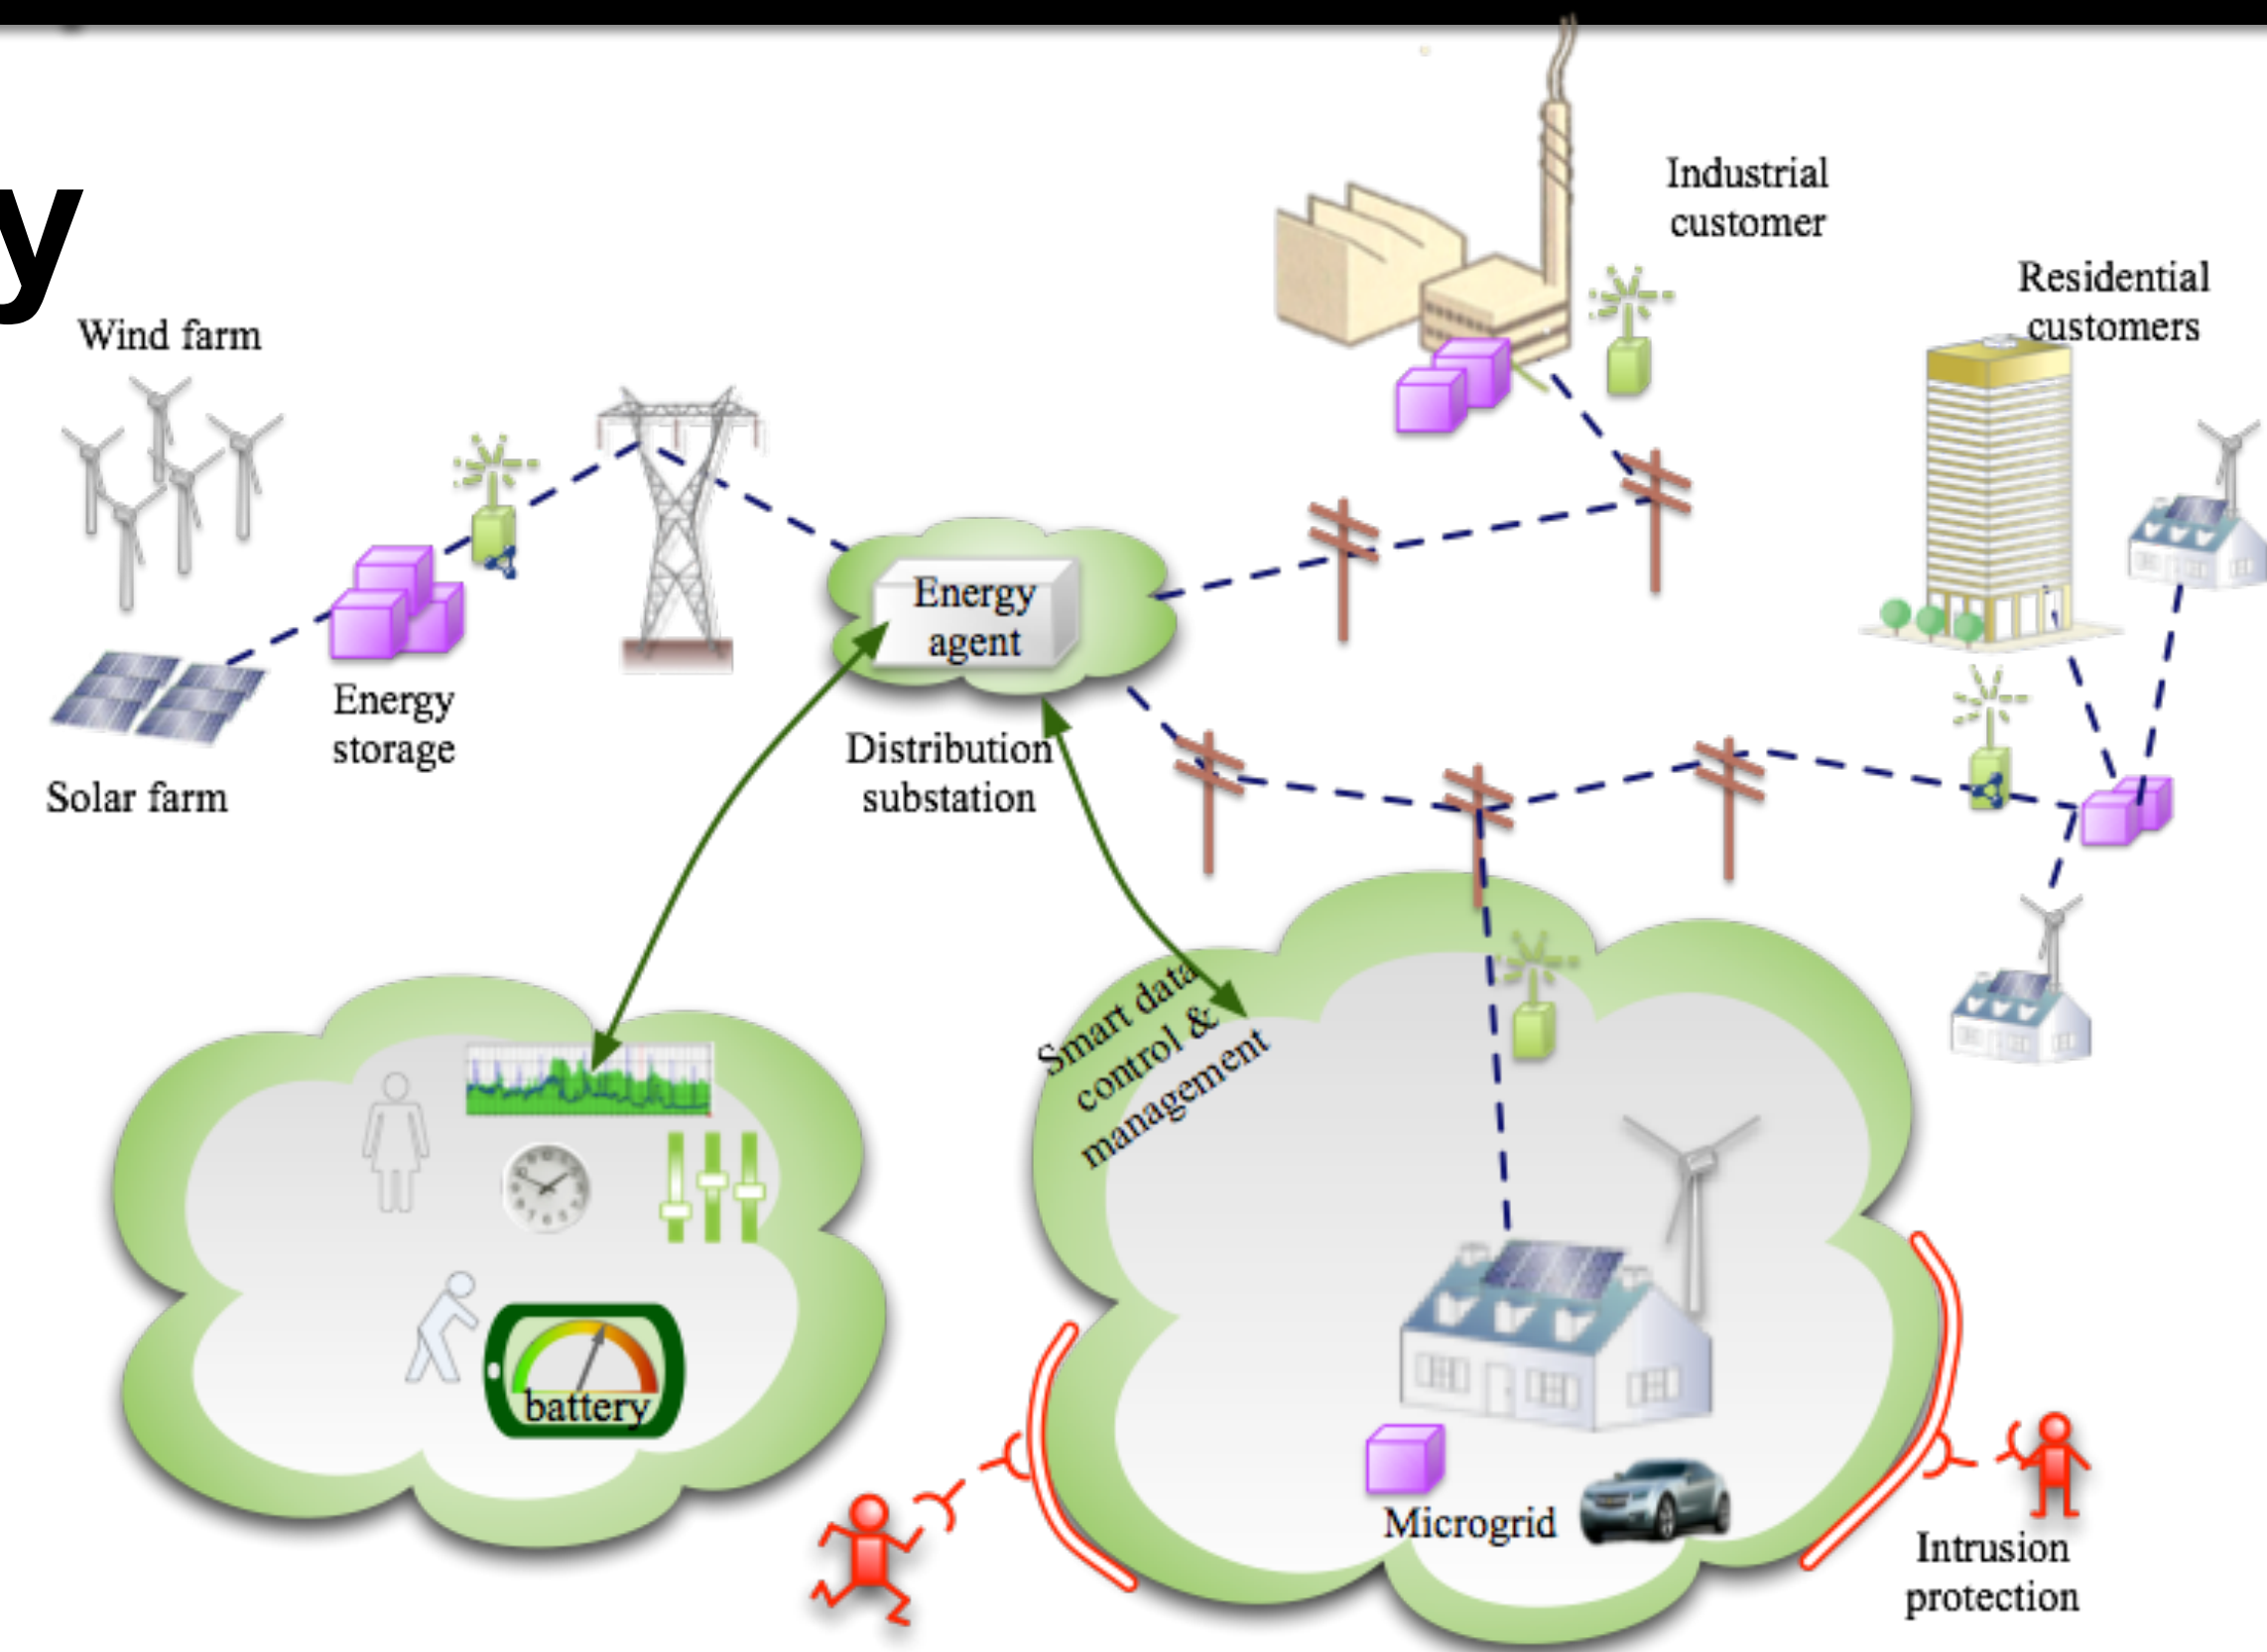 y
Industrial
customer
Residential
customers
Wind farm
Energy
agent
Energy
storage
Solar farm
Distribution
substation
Smart data
control &
management
battery
Microgrid
Intrusion
protection